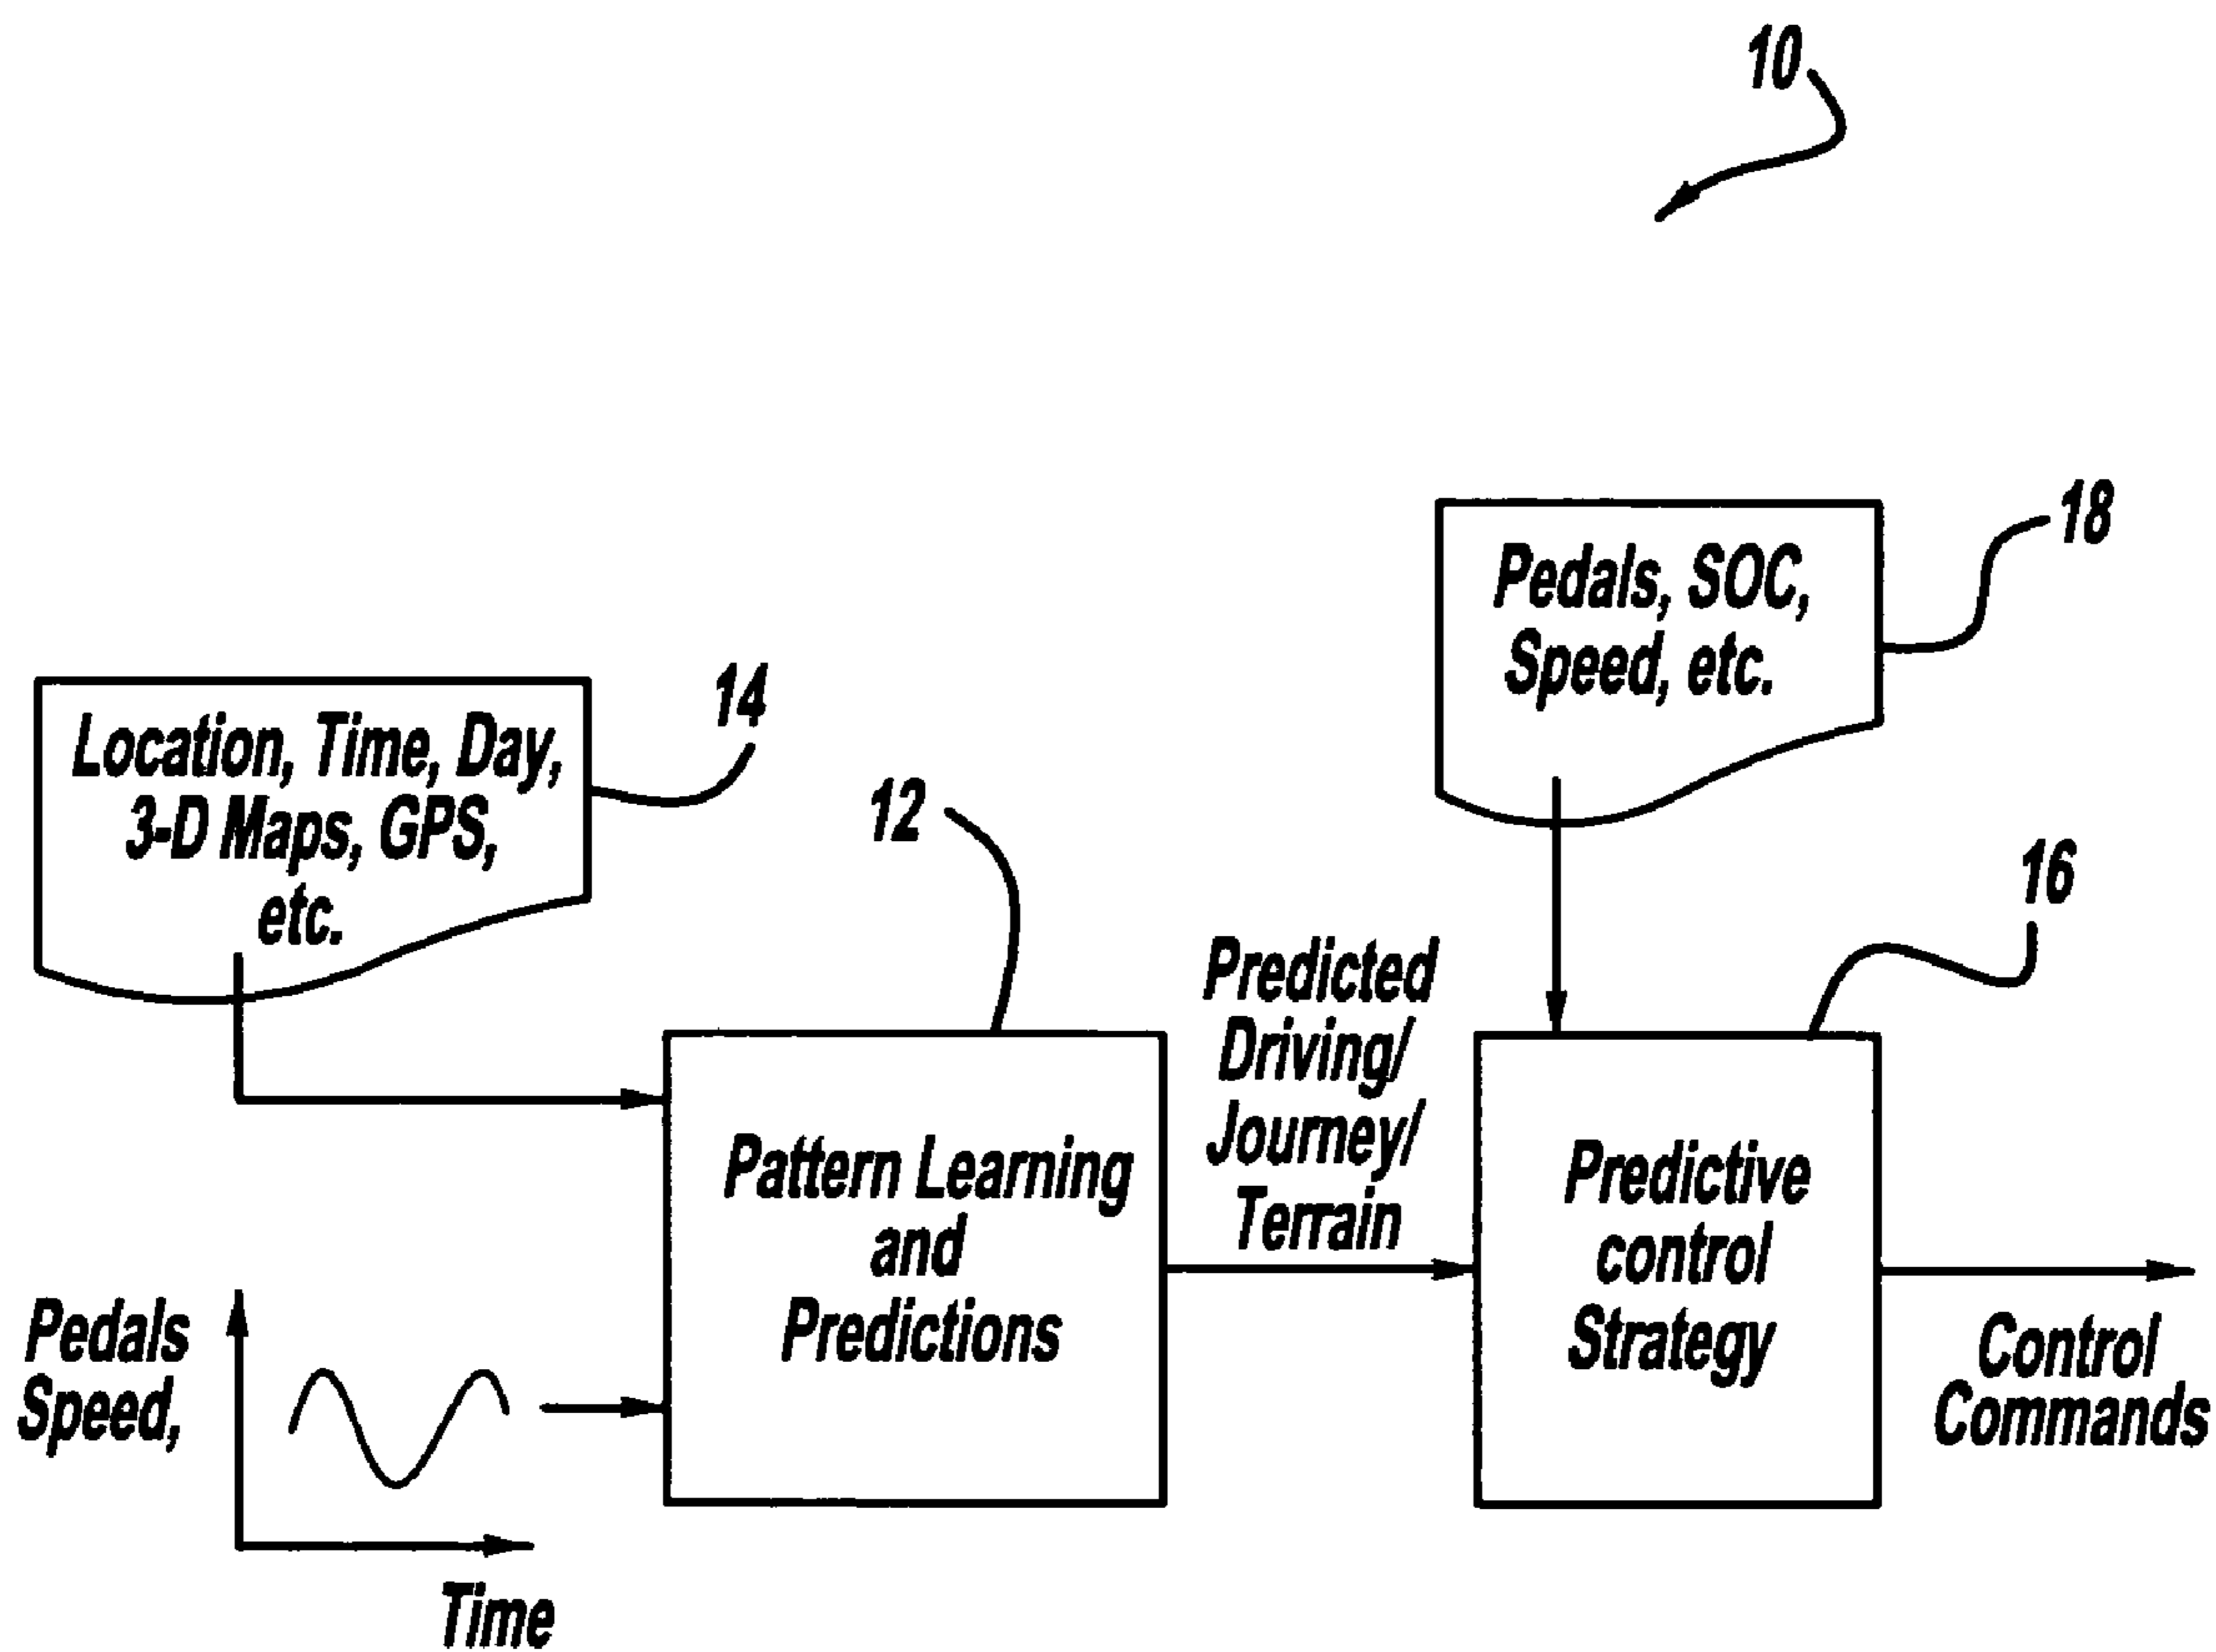 10
18
Pedals, SOC,
Speed, etc.
14
Location, Time, Day,
3-D Maps, GPS,
etc.
12
16
Predicted
Driving/
Journey/
Terrain
Pattern Learning
and
Predictions
Predictive
control
Strategy
Pedals
Speed,
Time
Control
Commands